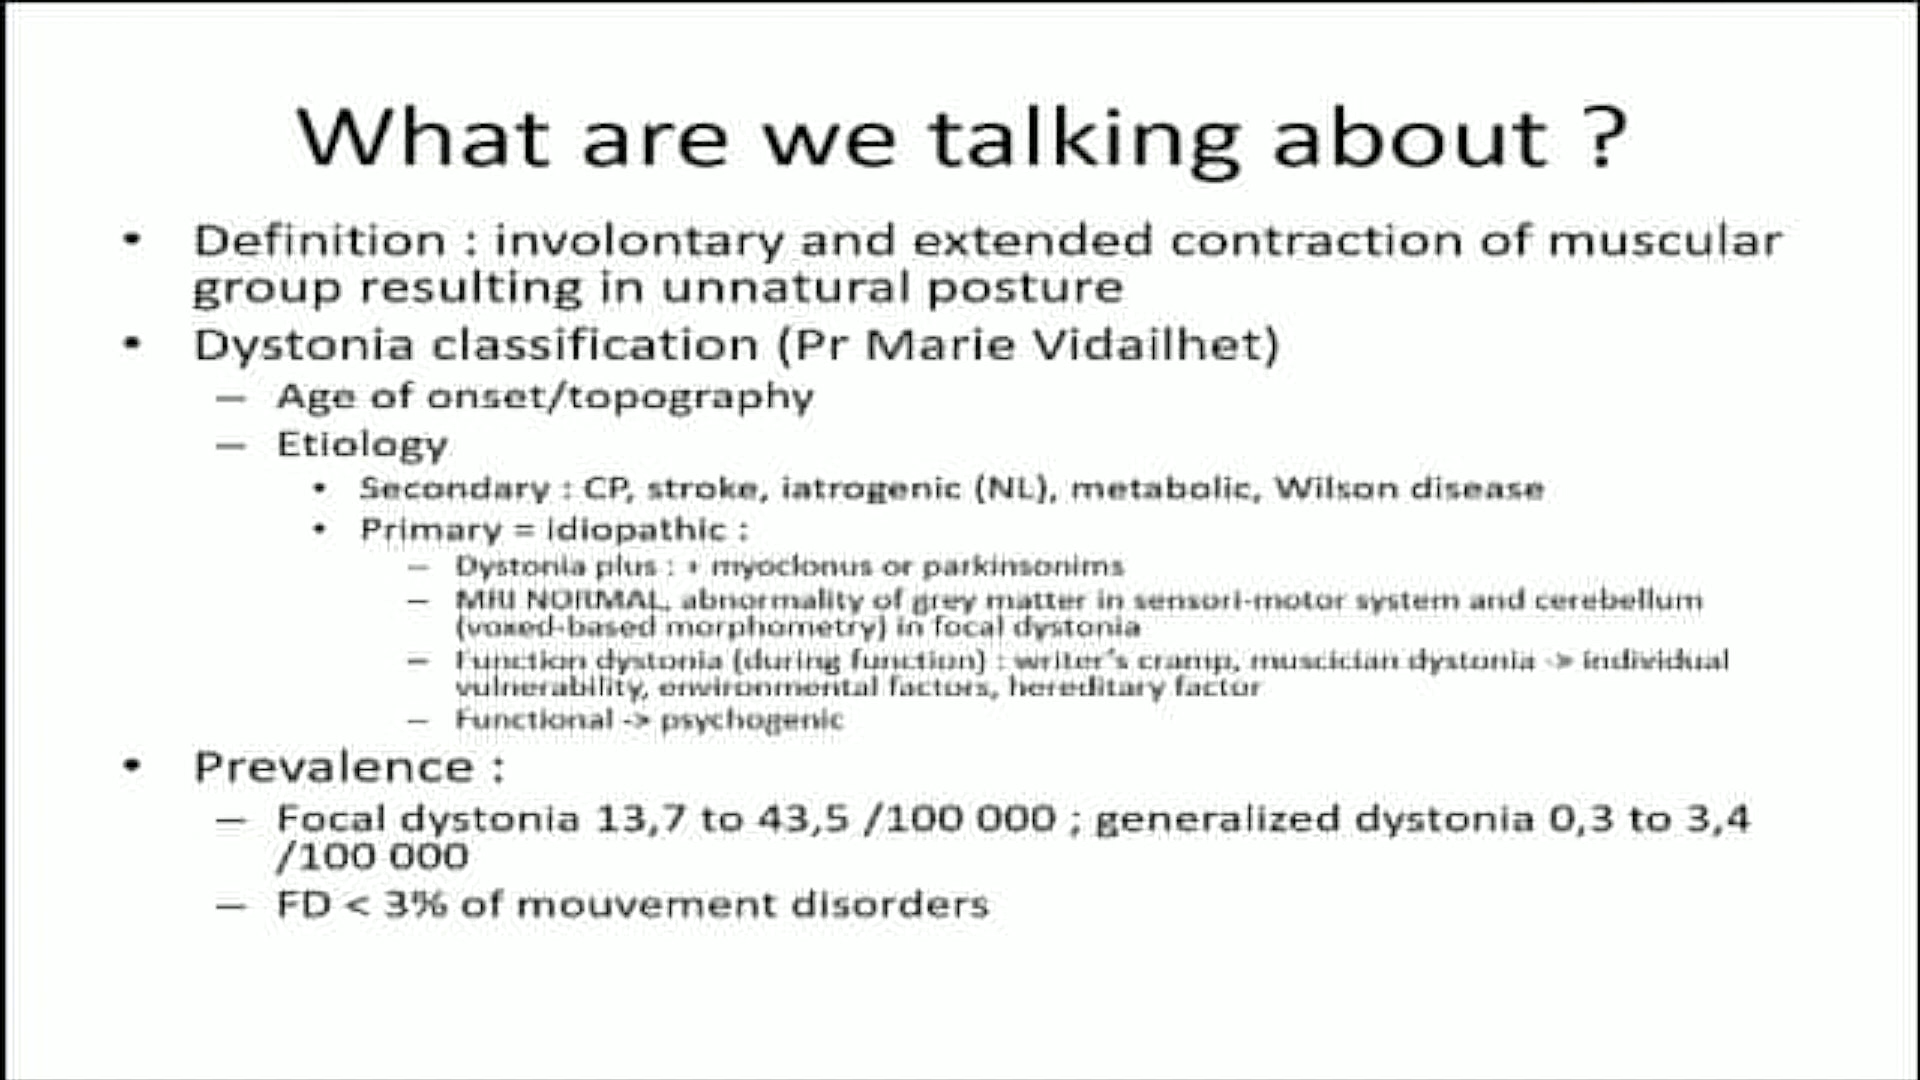 What are we talking about ?
• Definition : involontary and extended contraction of muscular
group resulting in unnatural posture
• Dystonia classification (Pr Marie Vidailhet)
– Age of onset/topography
– Etiology
• Secondary : CP, stroke, iatrogenic (NL), metabolic, Wilson disease
• Primary = idiopathic :
– Dystonia plus : + myoclonus or parkinsonims
– MRI NORMAL, abnormality of grey matter in sensori-motor system and cerebellum
(voxed-based morphometry) in focal dystonia
– Function dystonia (during function) : writer's cramp, muscician dystonia -> individual
vulnerability, environmental factors, hereditary factor
– Functional -> psychogenic
• Prevalence :
– Focal dystonia 13,7 to 43,5 /100 000 ; generalized dystonia 0,3 to 3,4
/100 000
– FD < 3% of mouvement disorders